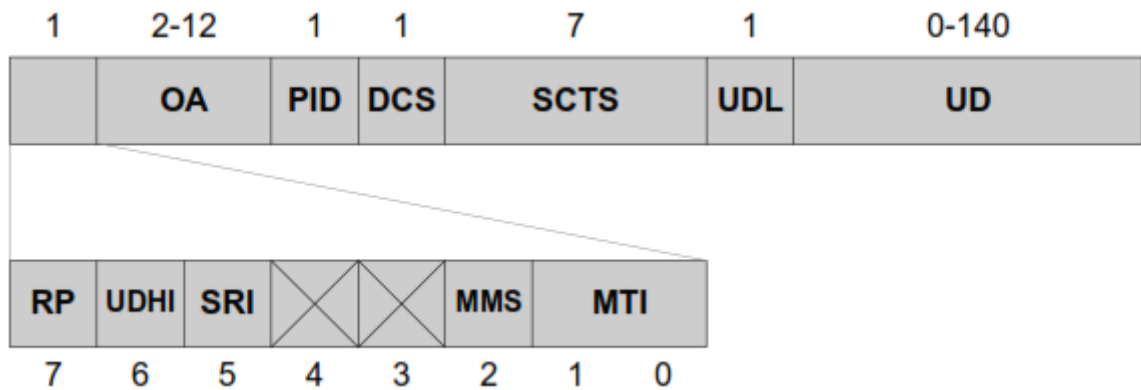 1 2-12 1 1 7 1 0-140
OA PID DCS SCTS UDL UD
RP UDHI SRI MMS MTI
7 6 5 4 3 2 1 0